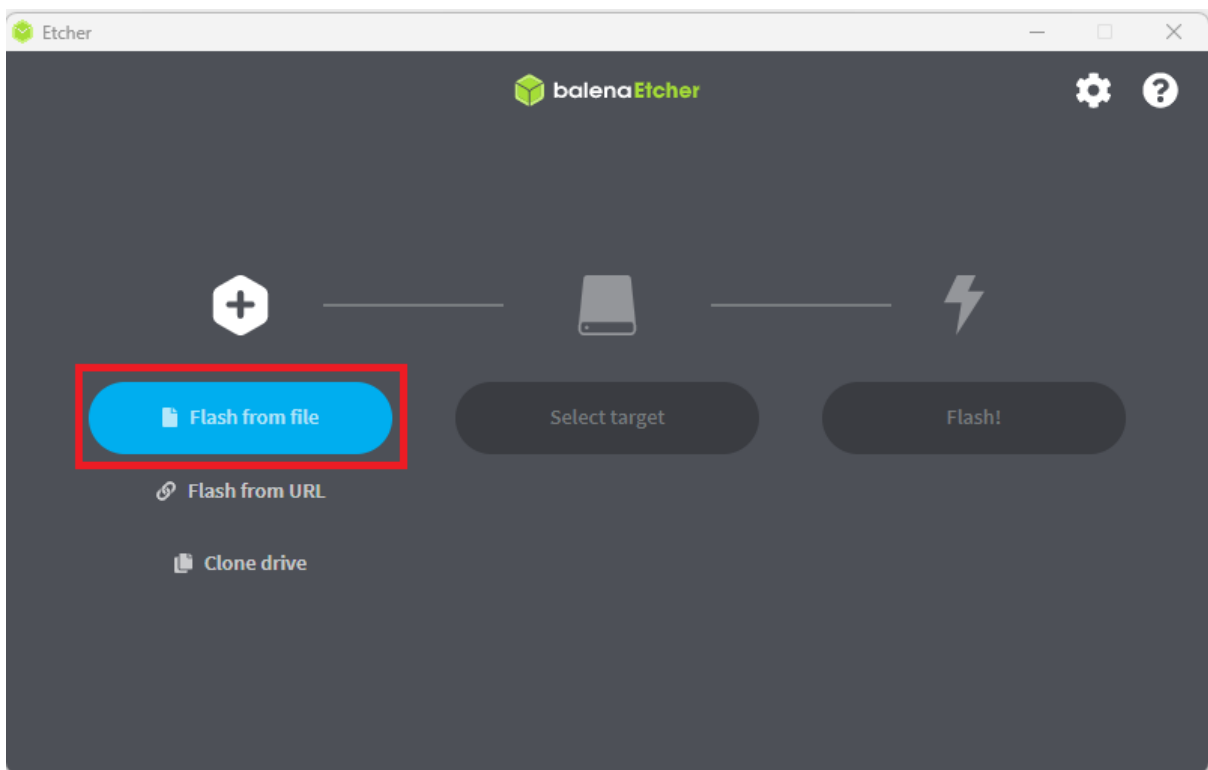 Etcher
balenaEtcher
Flash from file
Select target
Flash!
Flash from URL
Clone drive